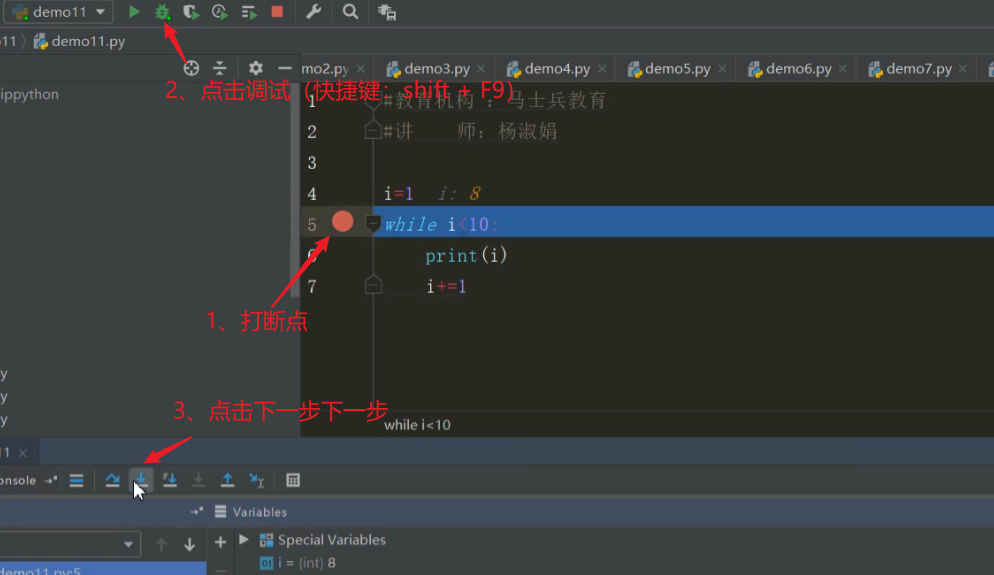 demo11
11 demo11.py
mo2.py demo3.py demo4.py demo5.py demo6.py demo7.py
ippython
2、点击调试（快捷键：shift + F9）
1 #教育机构 ：马士兵教育
2 #讲 师：杨淑娟
3
4 i=1 i: 8
5 while i<10:
6 print(i)
7 i+=1
1、打断点
y
y
y
3、点击下一步下一步
while i<10
11
onsole
Variables
Special Variables
i = (int) 8
demo11.py:5